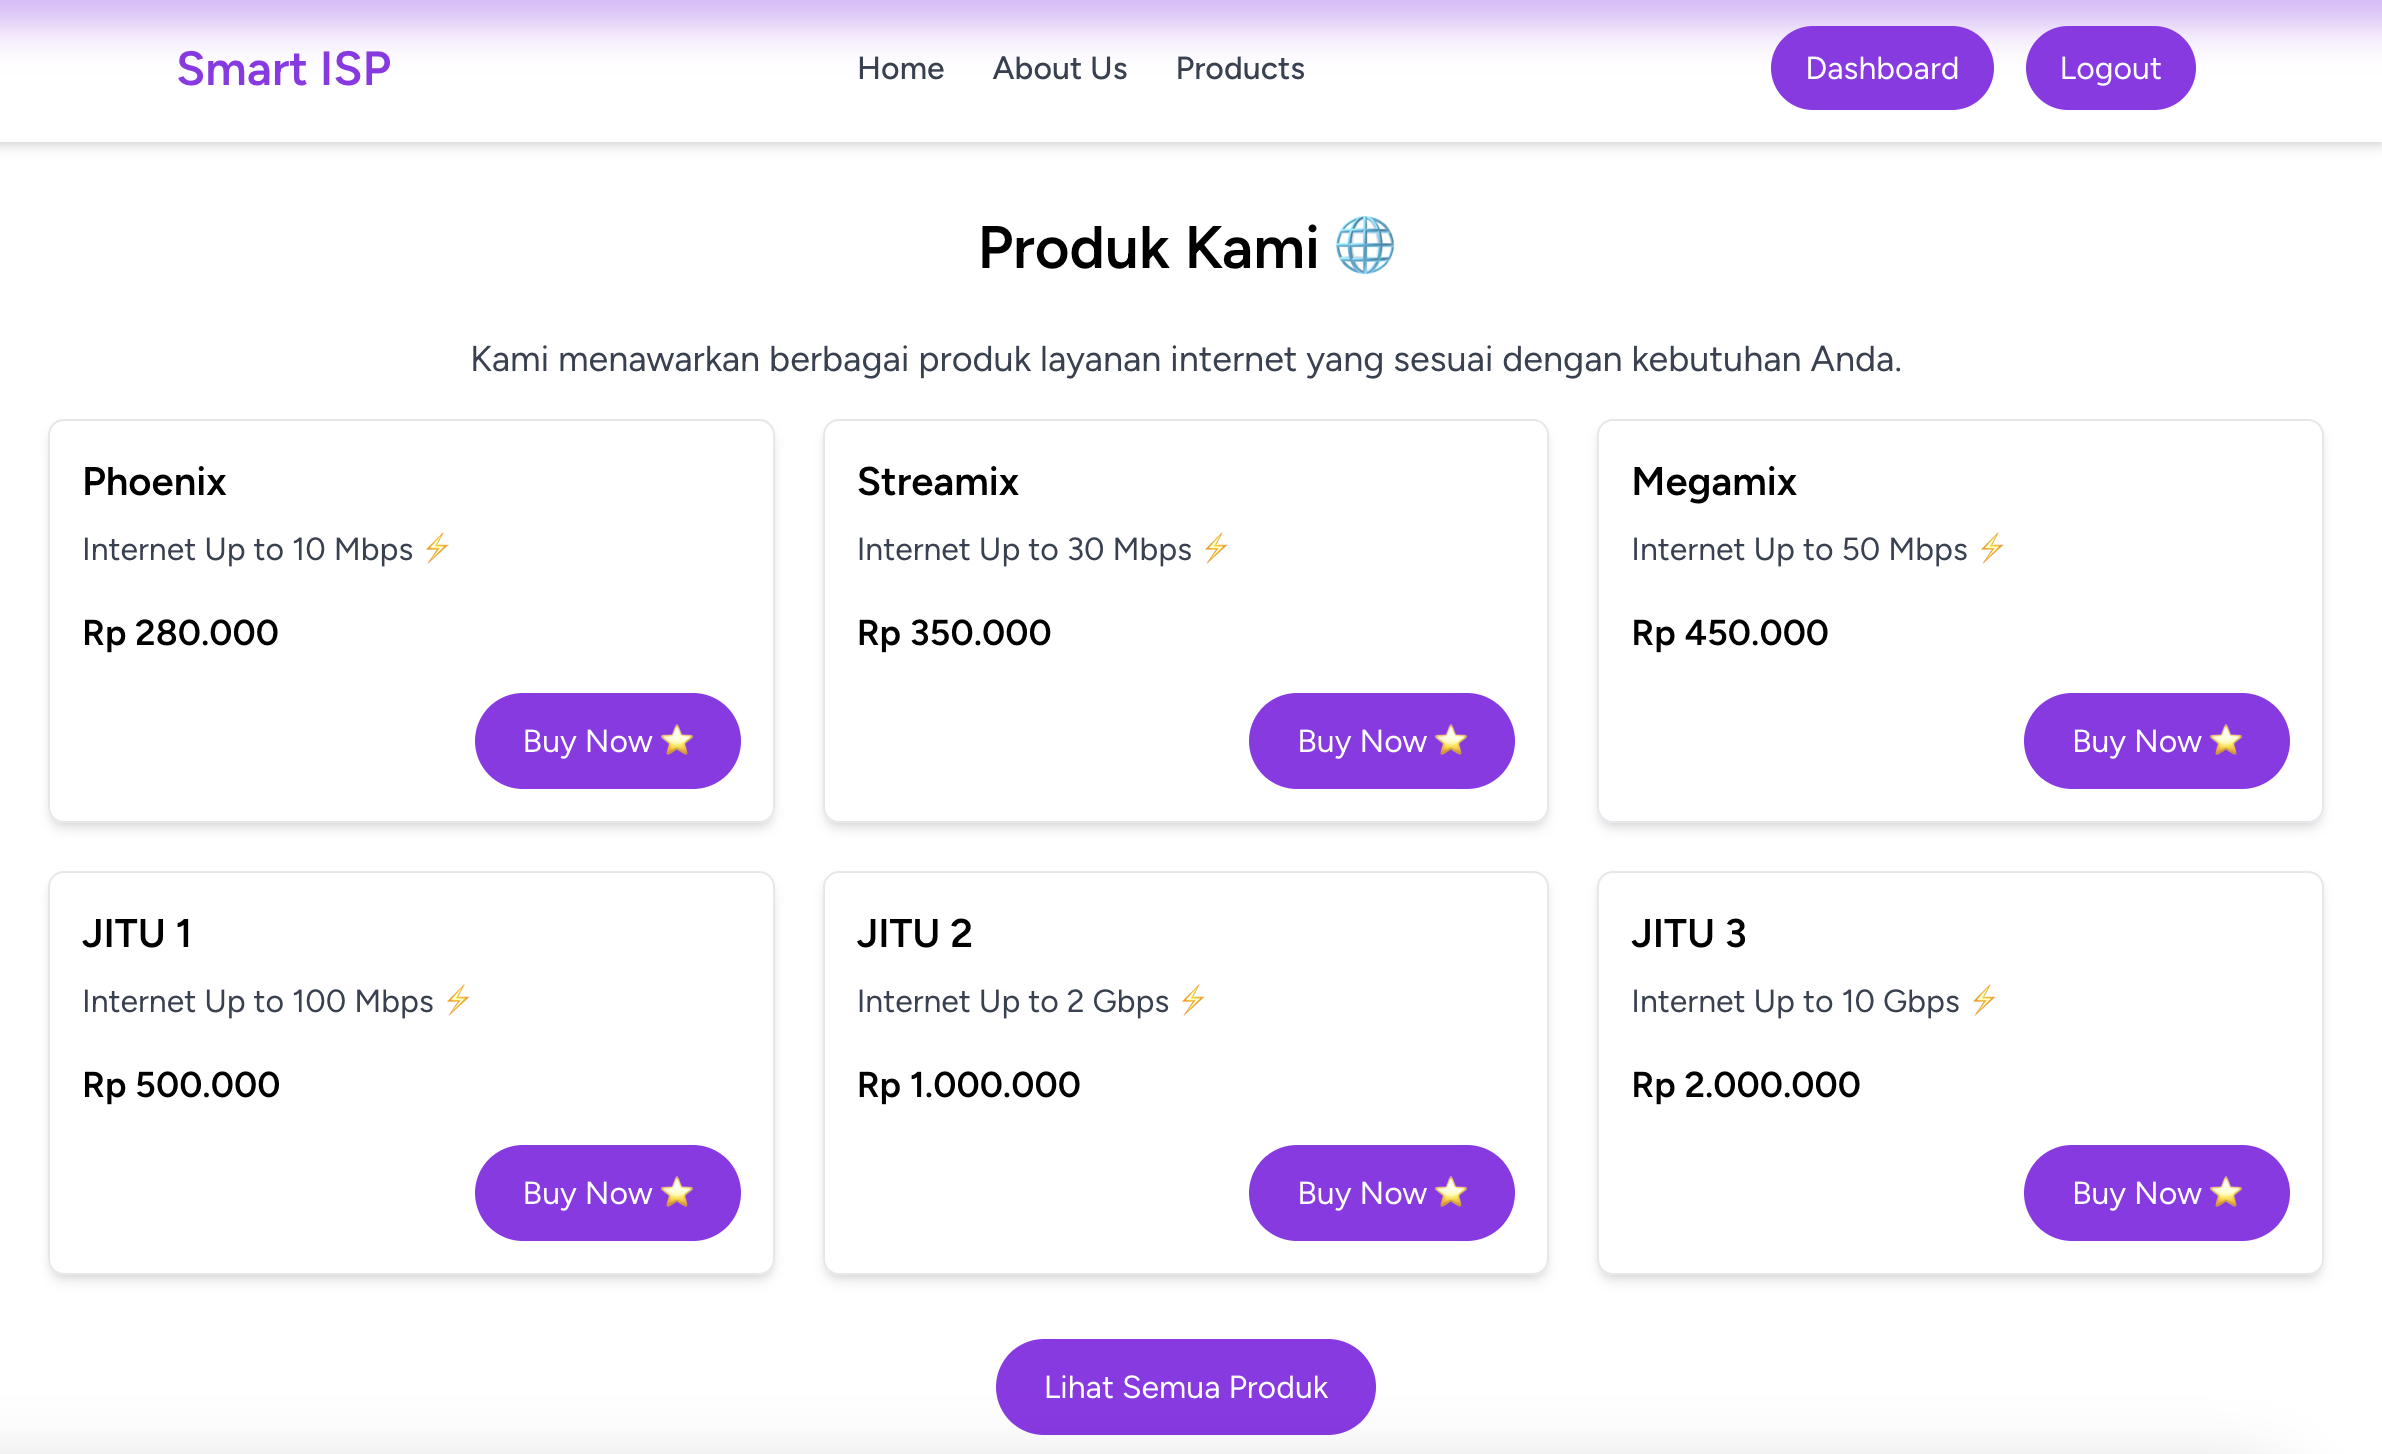 Smart ISP
Home About Us Products
Dashboard Logout
Produk Kami 🌐
Kami menawarkan berbagai produk layanan internet yang sesuai dengan kebutuhan Anda.
Phoenix
Internet Up to 10 Mbps ⚡
Rp 280.000
Buy Now ⭐
Streamix
Internet Up to 30 Mbps ⚡
Rp 350.000
Buy Now ⭐
Megamix
Internet Up to 50 Mbps ⚡
Rp 450.000
Buy Now ⭐
JITU 1
Internet Up to 100 Mbps ⚡
Rp 500.000
Buy Now ⭐
JITU 2
Internet Up to 2 Gbps ⚡
Rp 1.000.000
Buy Now ⭐
JITU 3
Internet Up to 10 Gbps ⚡
Rp 2.000.000
Buy Now ⭐
Lihat Semua Produk